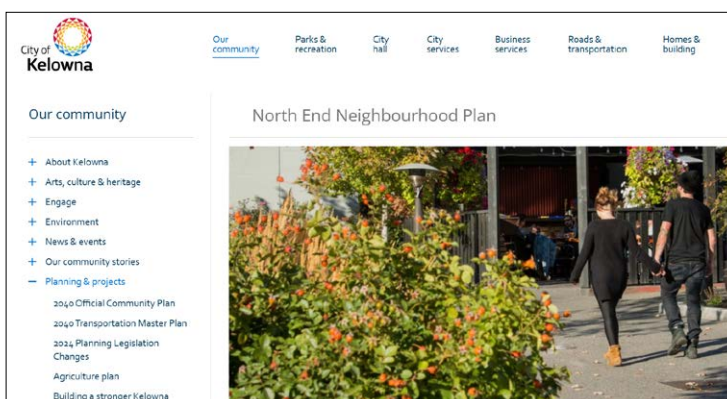 City of
Kelowna
Our
community
Parks &
recreation
City
hall
City
services
Business
services
Roads &
transportation
Homes &
building
Our community
+ About Kelowna
+ Arts, culture & heritage
+ Engage
+ Environment
+ News & events
+ Our community stories
− Planning & projects
2040 Official Community Plan
2040 Transportation Master Plan
2024 Planning Legislation
Changes
Agriculture plan
Building a stronger Kelowna
North End Neighbourhood Plan